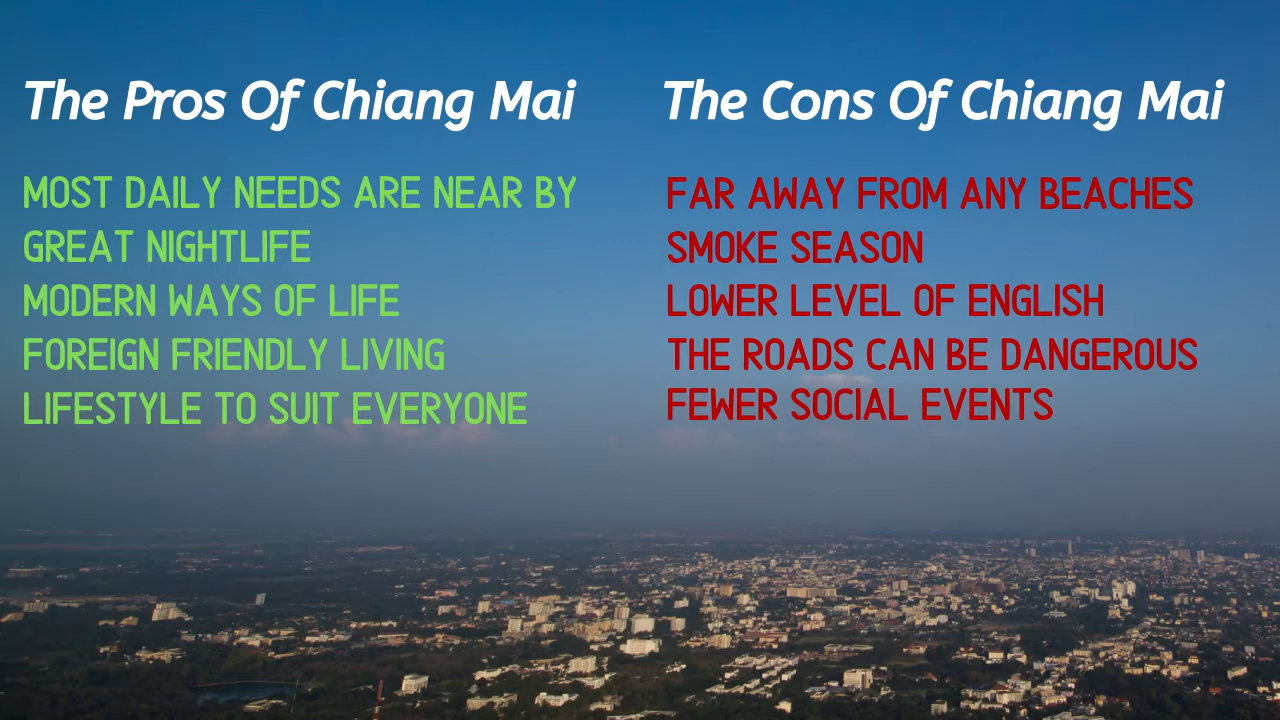 The Pros Of Chiang Mai
MOST DAILY NEEDS ARE NEAR BY
GREAT NIGHTLIFE
MODERN WAYS OF LIFE
FOREIGN FRIENDLY LIVING
LIFESTYLE TO SUIT EVERYONE
The Cons Of Chiang Mai
FAR AWAY FROM ANY BEACHES
SMOKE SEASON
LOWER LEVEL OF ENGLISH
THE ROADS CAN BE DANGEROUS
FEWER SOCIAL EVENTS